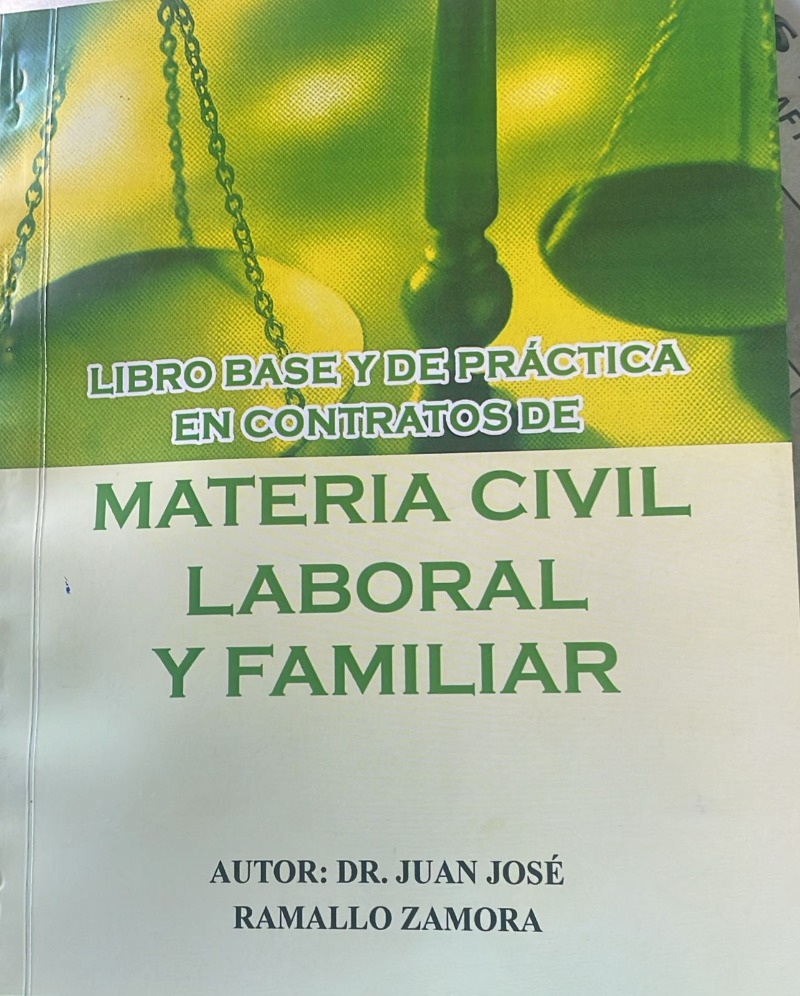 LIBRO BASE Y DE PRÁCTICA
EN CONTRATOS DE
MATERIA CIVIL
LABORAL
Y FAMILIAR
AUTOR: DR. JUAN JOSÉ
RAMALLO ZAMORA